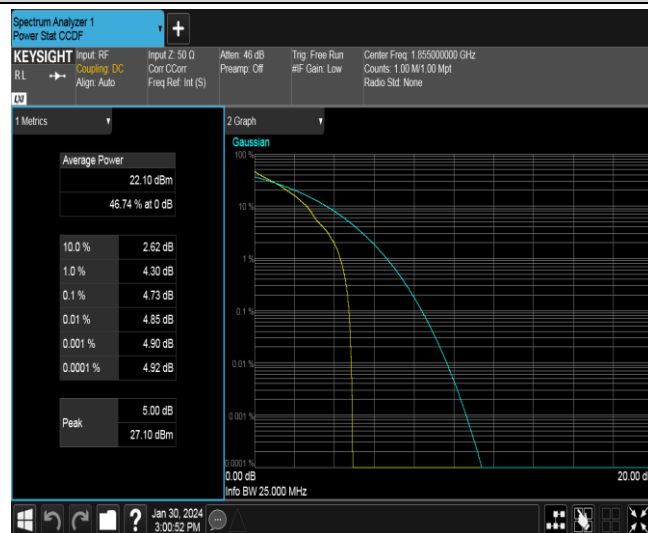 Spectrum Analyzer 1
Power Stat CCDF
+
KEYSIGHT
RL
LXI
Input: RF
Coupling: DC
Align: Auto
Input Z: 50 Ω
Corr CCorr
Freq Ref: Int (S)
Atten: 46 dB
Preamp: Off
Trig: Free Run
#IF Gain: Low
Center Freq: 1.855000000 GHz
Counts: 1.00 M/1.00 Mpt
Radio Std: None
1 Metrics
Average Power
22.10 dBm
46.74 % at 0 dB
10.0 % 2.62 dB
1.0 % 4.30 dB
0.1 % 4.73 dB
0.01 % 4.85 dB
0.001 % 4.90 dB
0.0001 % 4.92 dB
Peak
5.00 dB
27.10 dBm
2 Graph
Gaussian
100 %
10 %
1 %
0.1 %
0.01 %
0.001 %
0.0001 %
0.00 dB
20.00 d
Info BW 25.000 MHz
?
Jan 30, 2024
3:00:52 PM